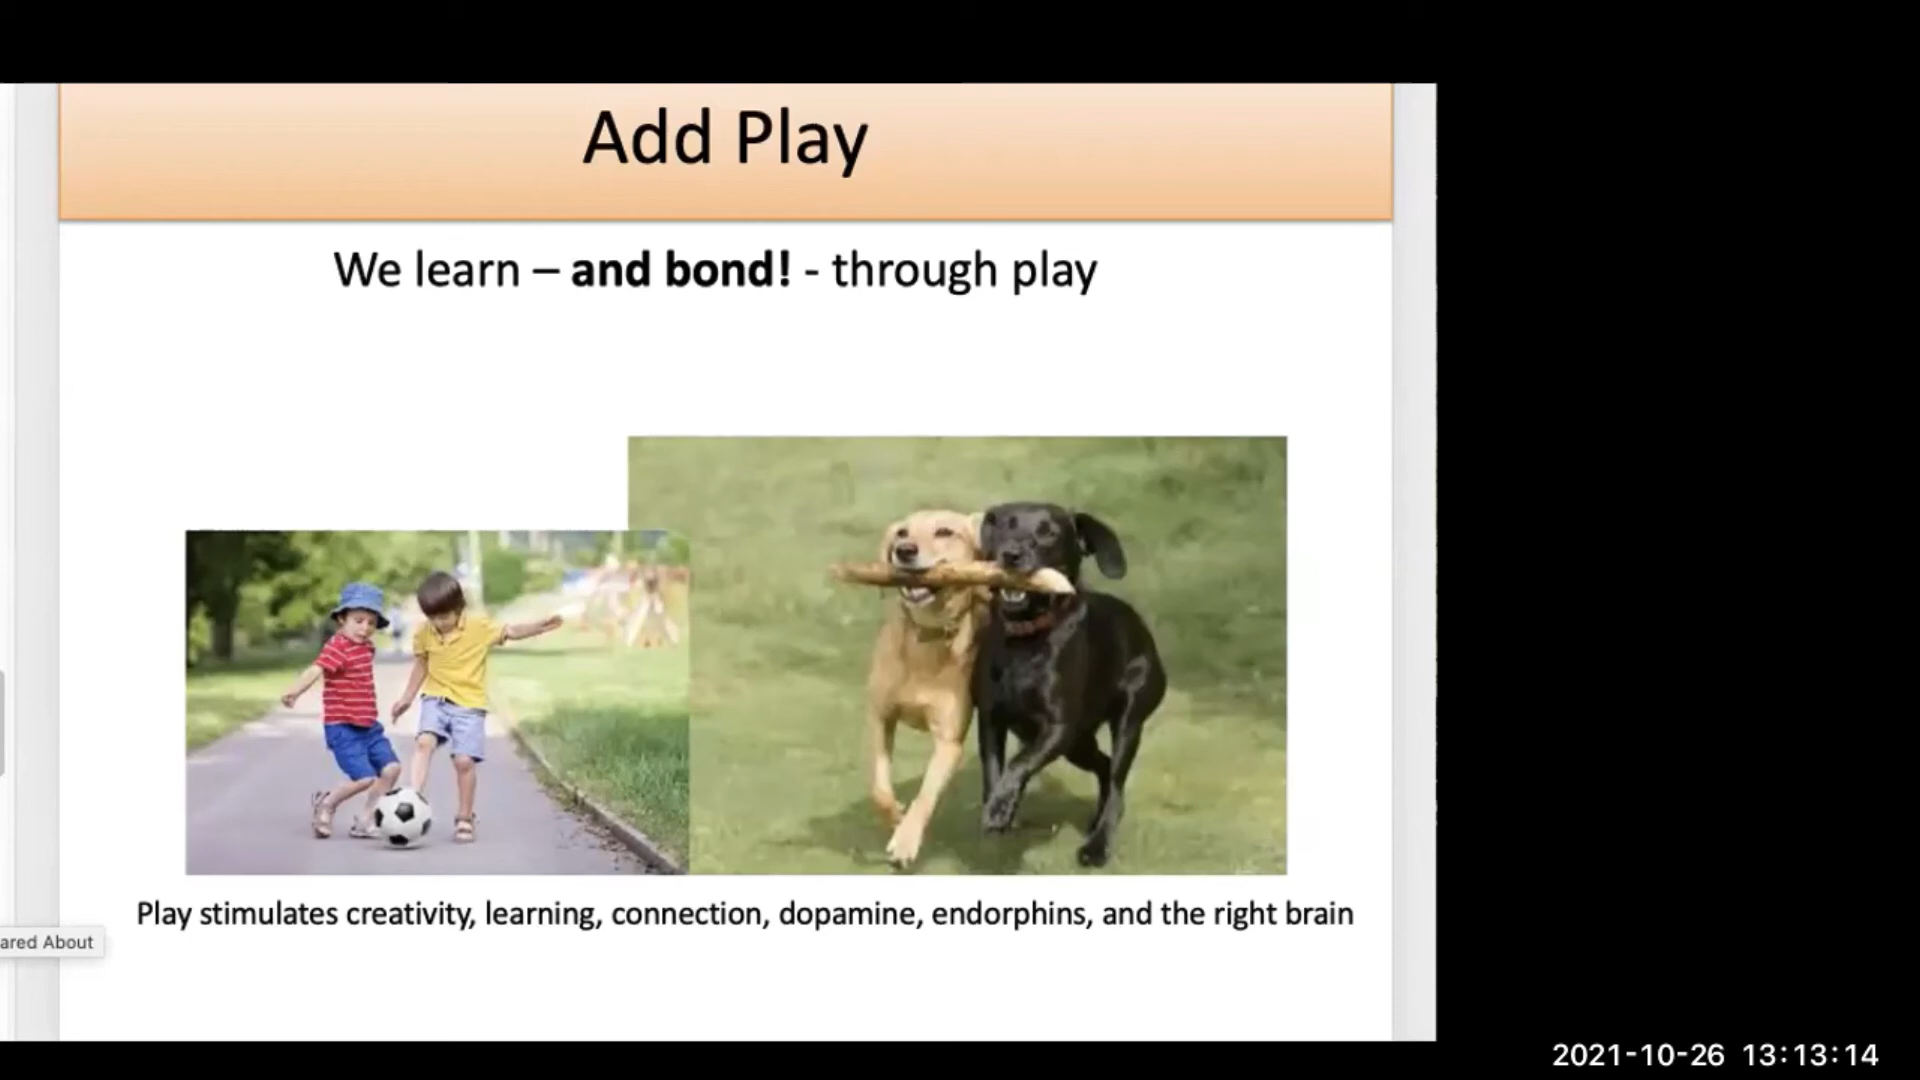 Add Play
We learn – and bond! - through play
Play stimulates creativity, learning, connection, dopamine, endorphins, and the right brain
ared About
2021-10-26 13:13:14